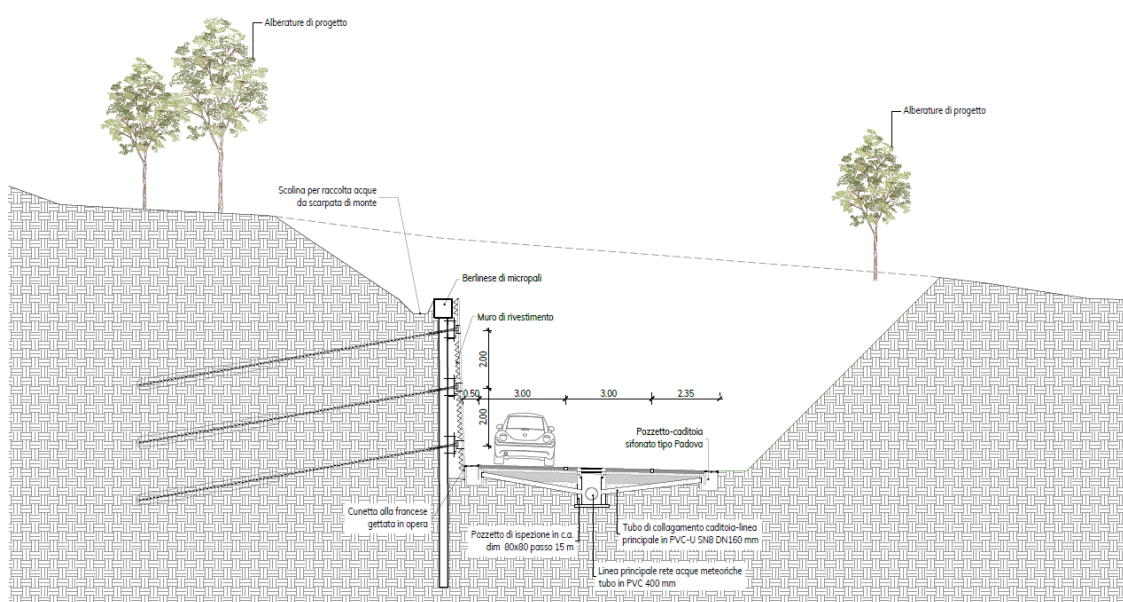 Alberature di progetto
Alberature di progetto
Scolina per raccolta acque
da scarpata di monte
Berlinese di micropali
Muro di rivestimento
2.00
0.50
3.00
3.00
2.35
2.00
Pozzetto-caditoia
sifonato tipo Padova
Cunetta alla francese
gettata in opera
Pozzetto di ispezione in c.a.
dim 80x80 passo 15 m
Tubo di collagamento caditoia-linea
principale in PVC-U SN8 DN160 mm
Linea principale rete acque meteoriche
tubo in PVC 400 mm